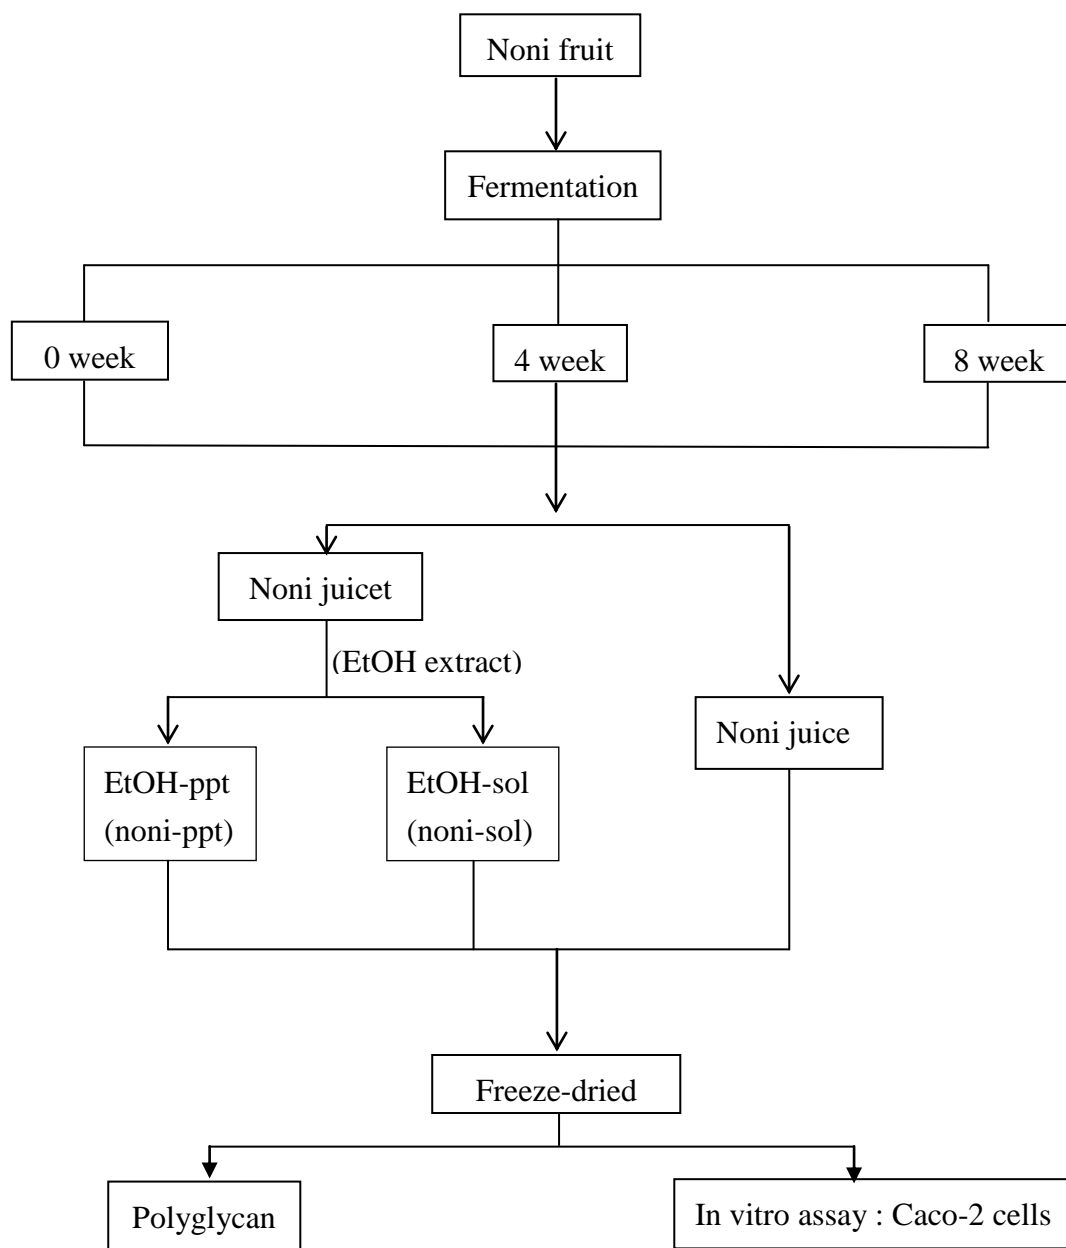 Noni fruit
Fermentation
0 week
4 week
8 week
Noni juicet
(EtOH extract)
Noni juice
EtOH-ppt
(noni-ppt)
EtOH-sol
(noni-sol)
Freeze-dried
Polyglycan
In vitro assay : Caco-2 cells